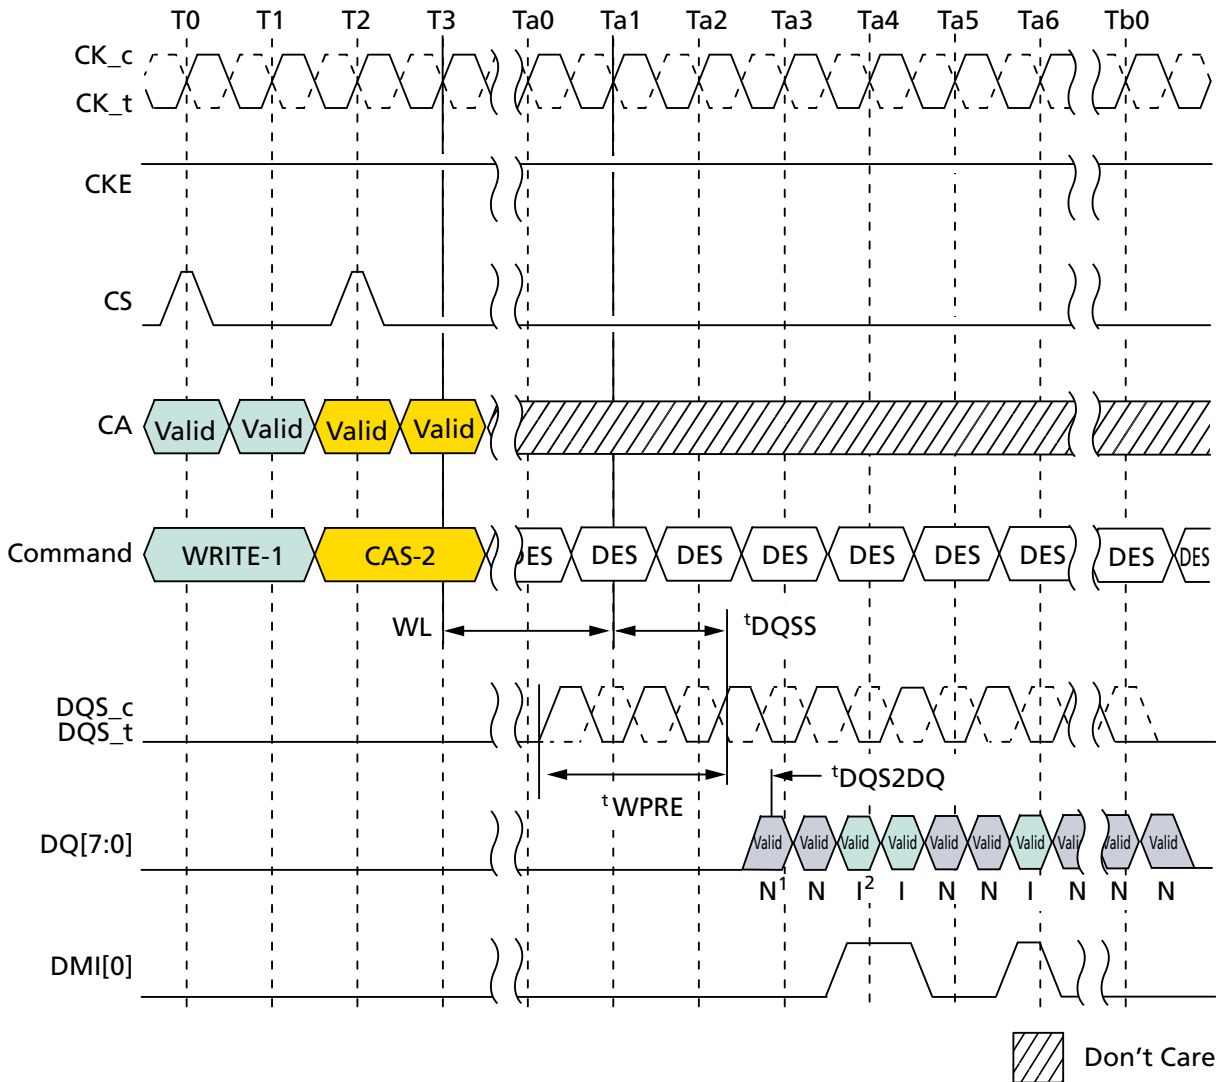 T0 T1 T2 T3 Ta0 Ta1 Ta2 Ta3 Ta4 Ta5 Ta6 Tb0
CK_c
CK_t
CKE
CS
CA Valid Valid Valid Valid
Command WRITE-1 CAS-2 DES DES DES DES DES DES DES DES DES
WL tDQSS
DQS_c
DQS_t
tDQS2DQ
tWPRE
DQ[7:0] Valid Valid Valid Valid Valid Valid Valid Valid Valid Valid
N1 N I2 I N N I N N N
DMI[0]
Don't Care